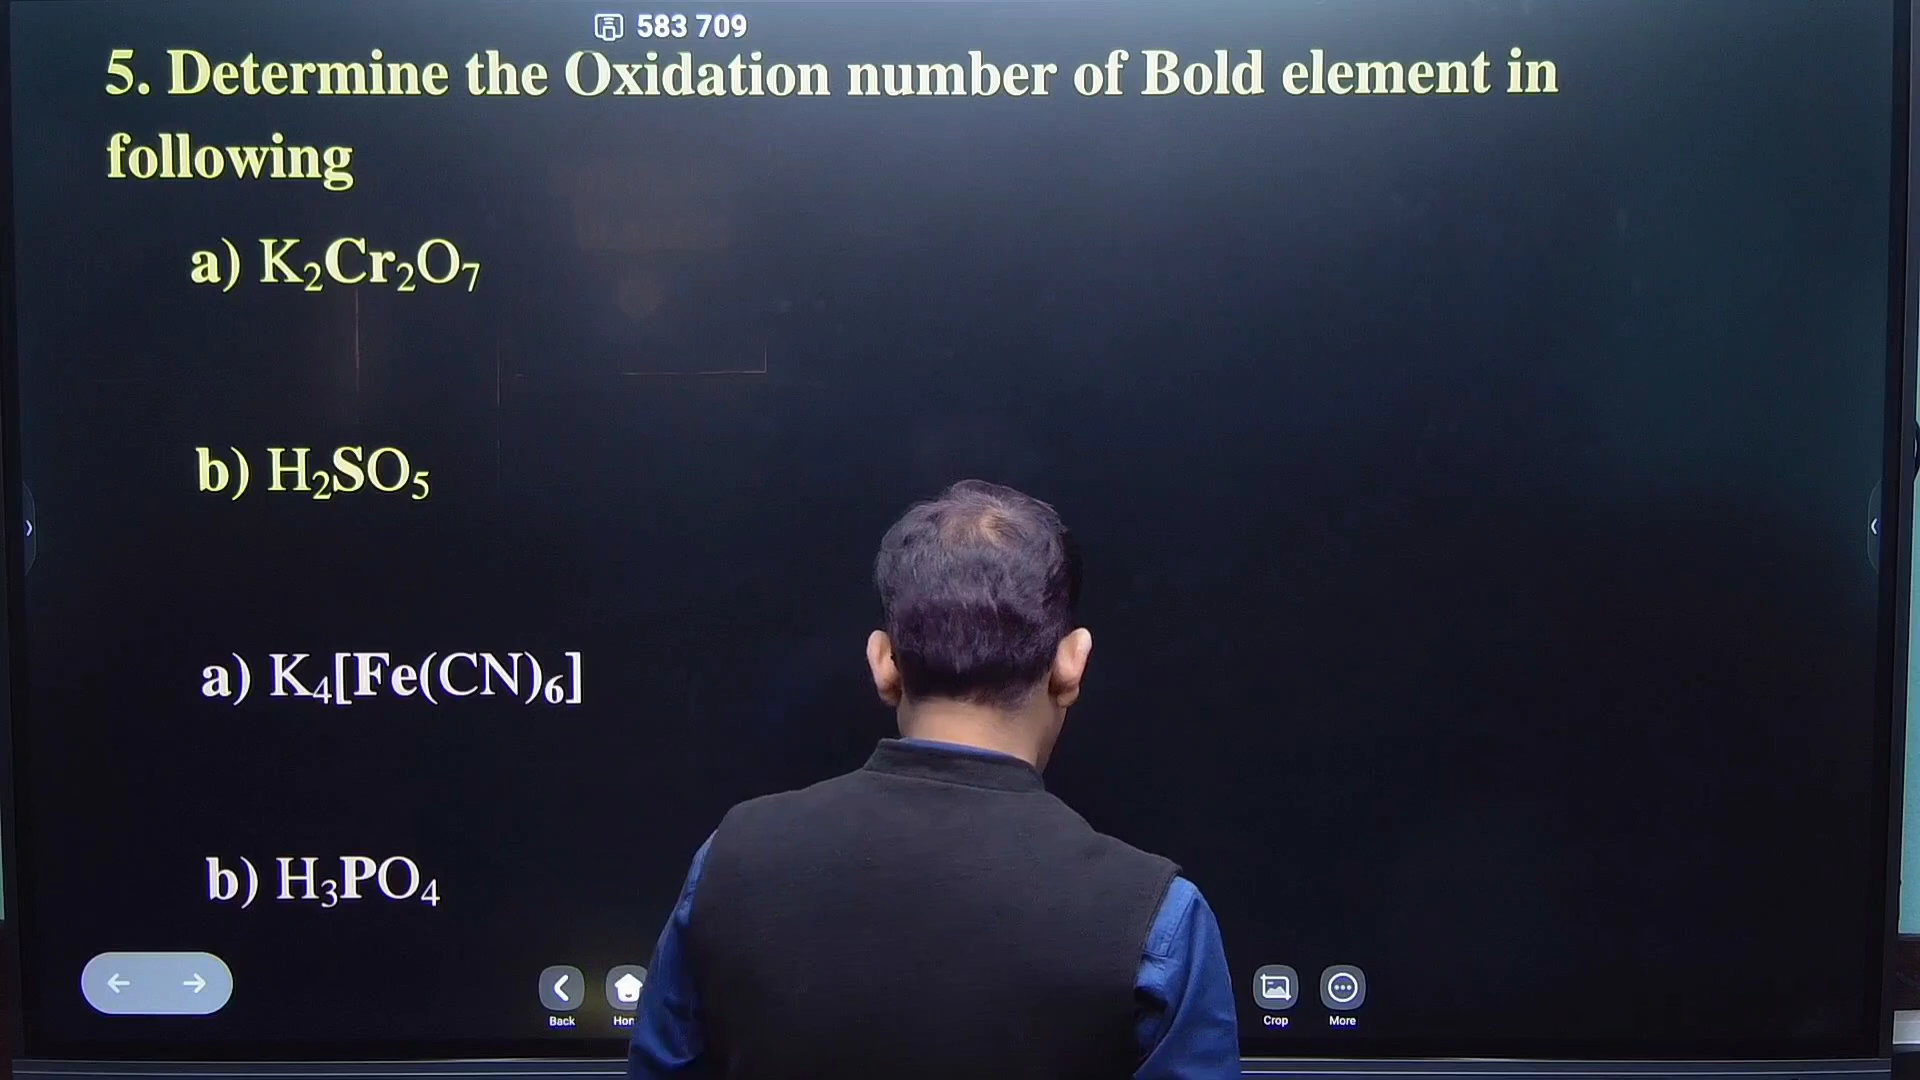 583 709
5. Determine the Oxidation number of Bold element in
following
a) K₂Cr₂O₇
b) H₂SO₅
a) K₄[Fe(CN)₆]
b) H₃PO₄
Back
Hom
Crop
More